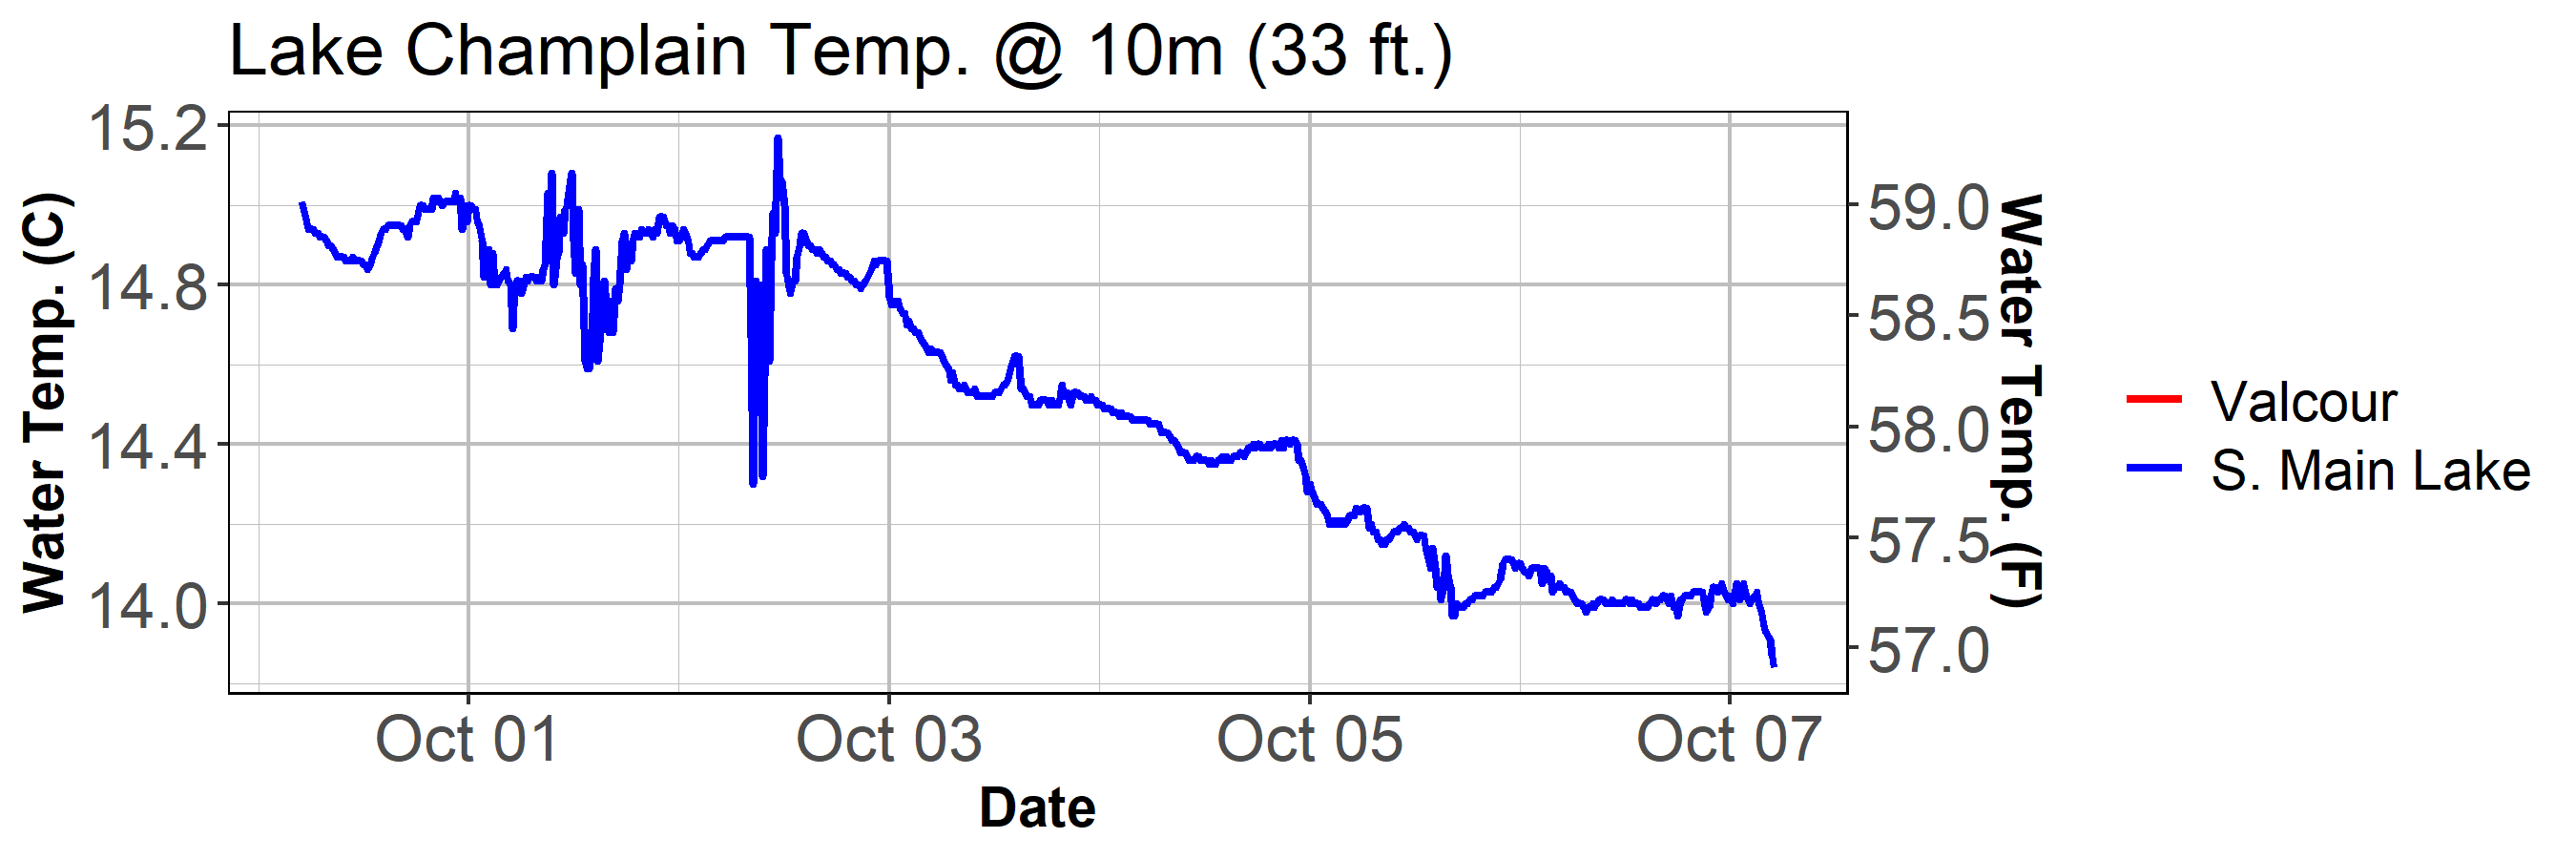 Lake Champlain Temp. @ 10m (33 ft.)
Water Temp. (C)
15.2
14.8
14.4
14.0
59.0
58.5
58.0
57.5
57.0
Water Temp. (F)
Oct 01
Oct 03
Oct 05
Oct 07
Date
Valcour
S. Main Lake